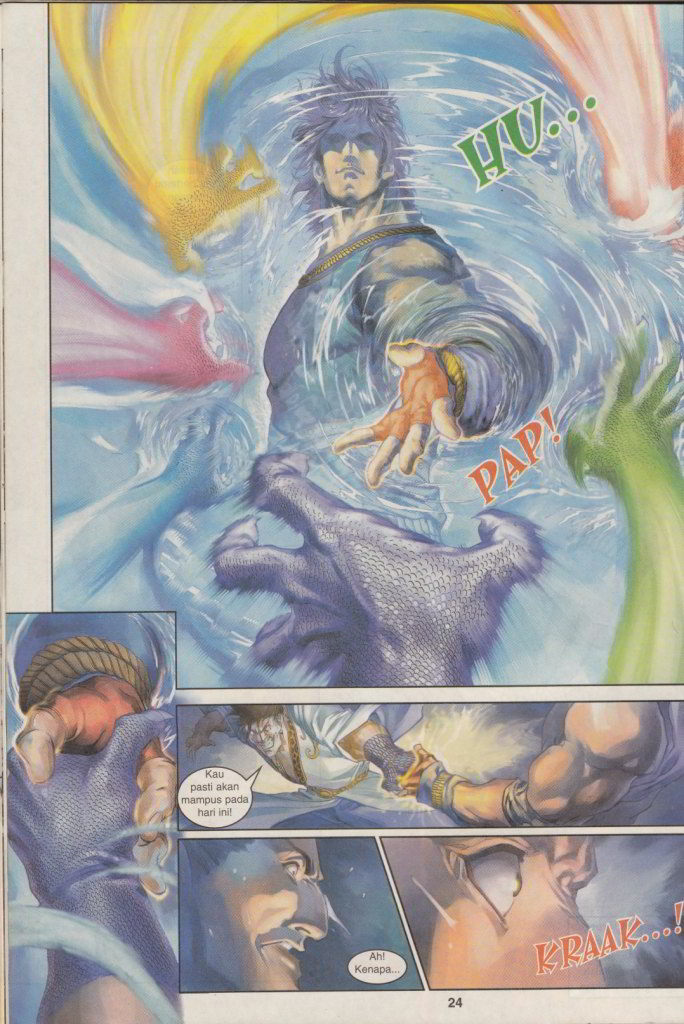 HU...
PAP!
Kau
pasti akan
mampus pada
hari ini!
Ah!
Kenapa...
KRAAK...!
24